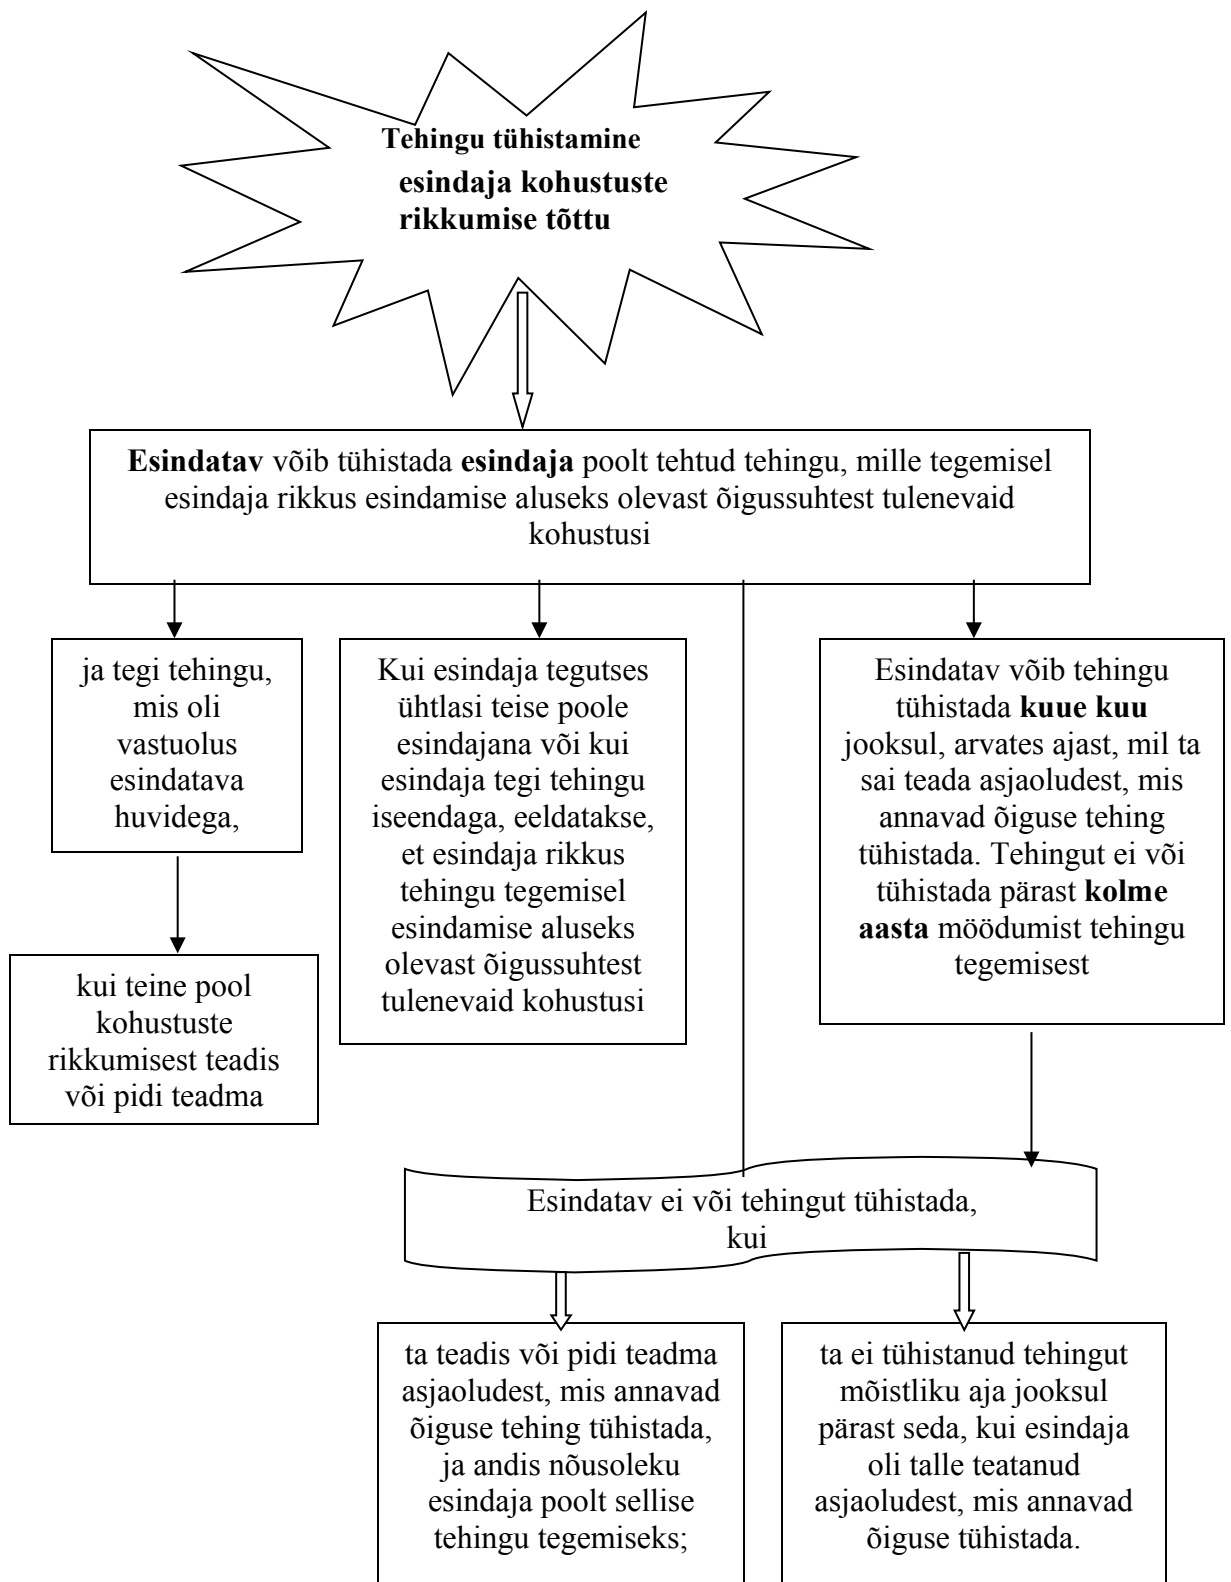 Tehingu tühistamine
esindaja kohustuste
rikkumise tõttu
Esindatav võib tühistada esindaja poolt tehtud tehingu, mille tegemisel
esindaja rikkus esindamise aluseks olevast õigussuhtest tulenevaid
kohustusi
ja tegi tehingu,
mis oli
vastuolus
esindatava
huvidega,
kui teine pool
kohustuste
rikkumisest teadis
või pidi teadma
Kui esindaja tegutses
ühtlasi teise poole
esindajana või kui
esindaja tegi tehingu
iseendaga, eeldatakse,
et esindaja rikkus
tehingu tegemisel
esindamise aluseks
olevast õigussuhtest
tulenevaid kohustusi
Esindatav võib tehingu
tühistada kuue kuu
jooksul, arvates ajast, mil ta
sai teada asjaoludest, mis
annavad õiguse tehing
tühistada. Tehingut ei või
tühistada pärast kolme
aasta möödumist tehingu
tegemisest
Esindatav ei või tehingut tühistada,
kui
ta teadis või pidi teadma
asjaoludest, mis annavad
õiguse tehing tühistada,
ja andis nõusoleku
esindaja poolt sellise
tehingu tegemiseks;
ta ei tühistanud tehingut
mõistliku aja jooksul
pärast seda, kui esindaja
oli talle teatanud
asjaoludest, mis annavad
õiguse tühistada.